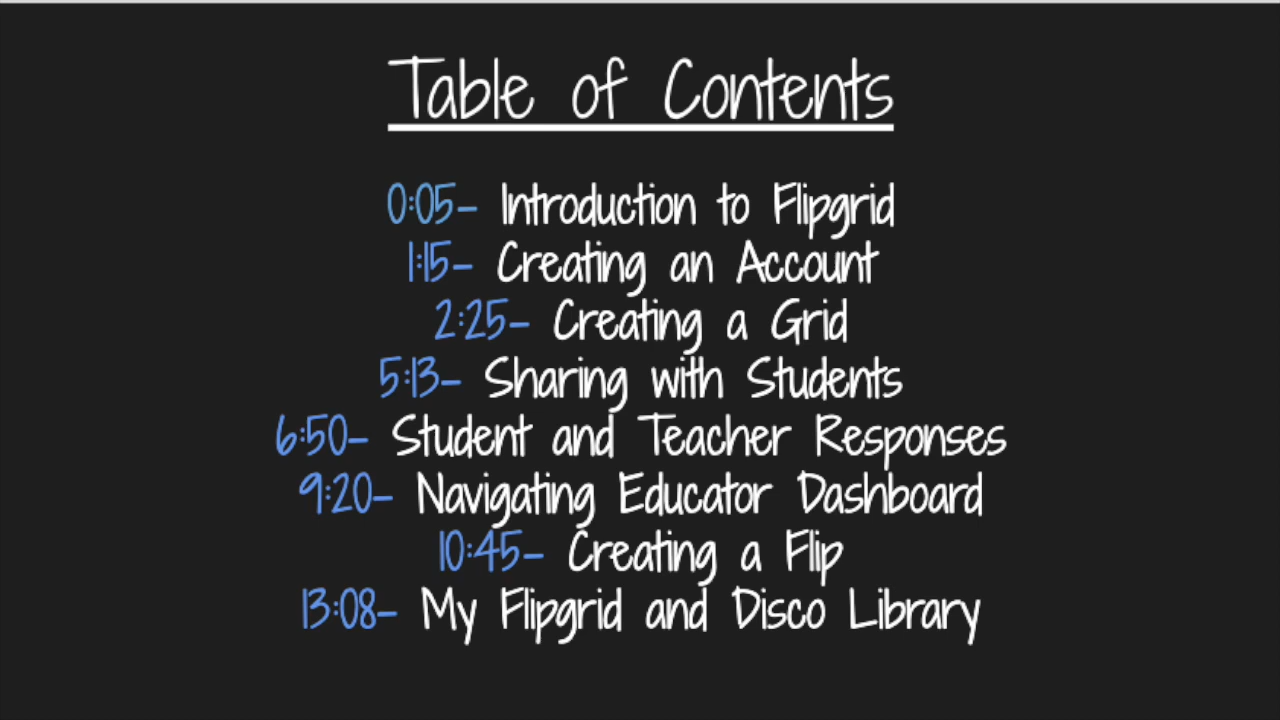 Table of Contents
0:05- Introduction to Flipgrid
1:15- Creating an Account
2:25- Creating a Grid
5:13- Sharing with Students
6:50- Student and Teacher Responses
9:20- Navigating Educator Dashboard
10:45- Creating a Flip
13:08- My Flipgrid and Disco Library